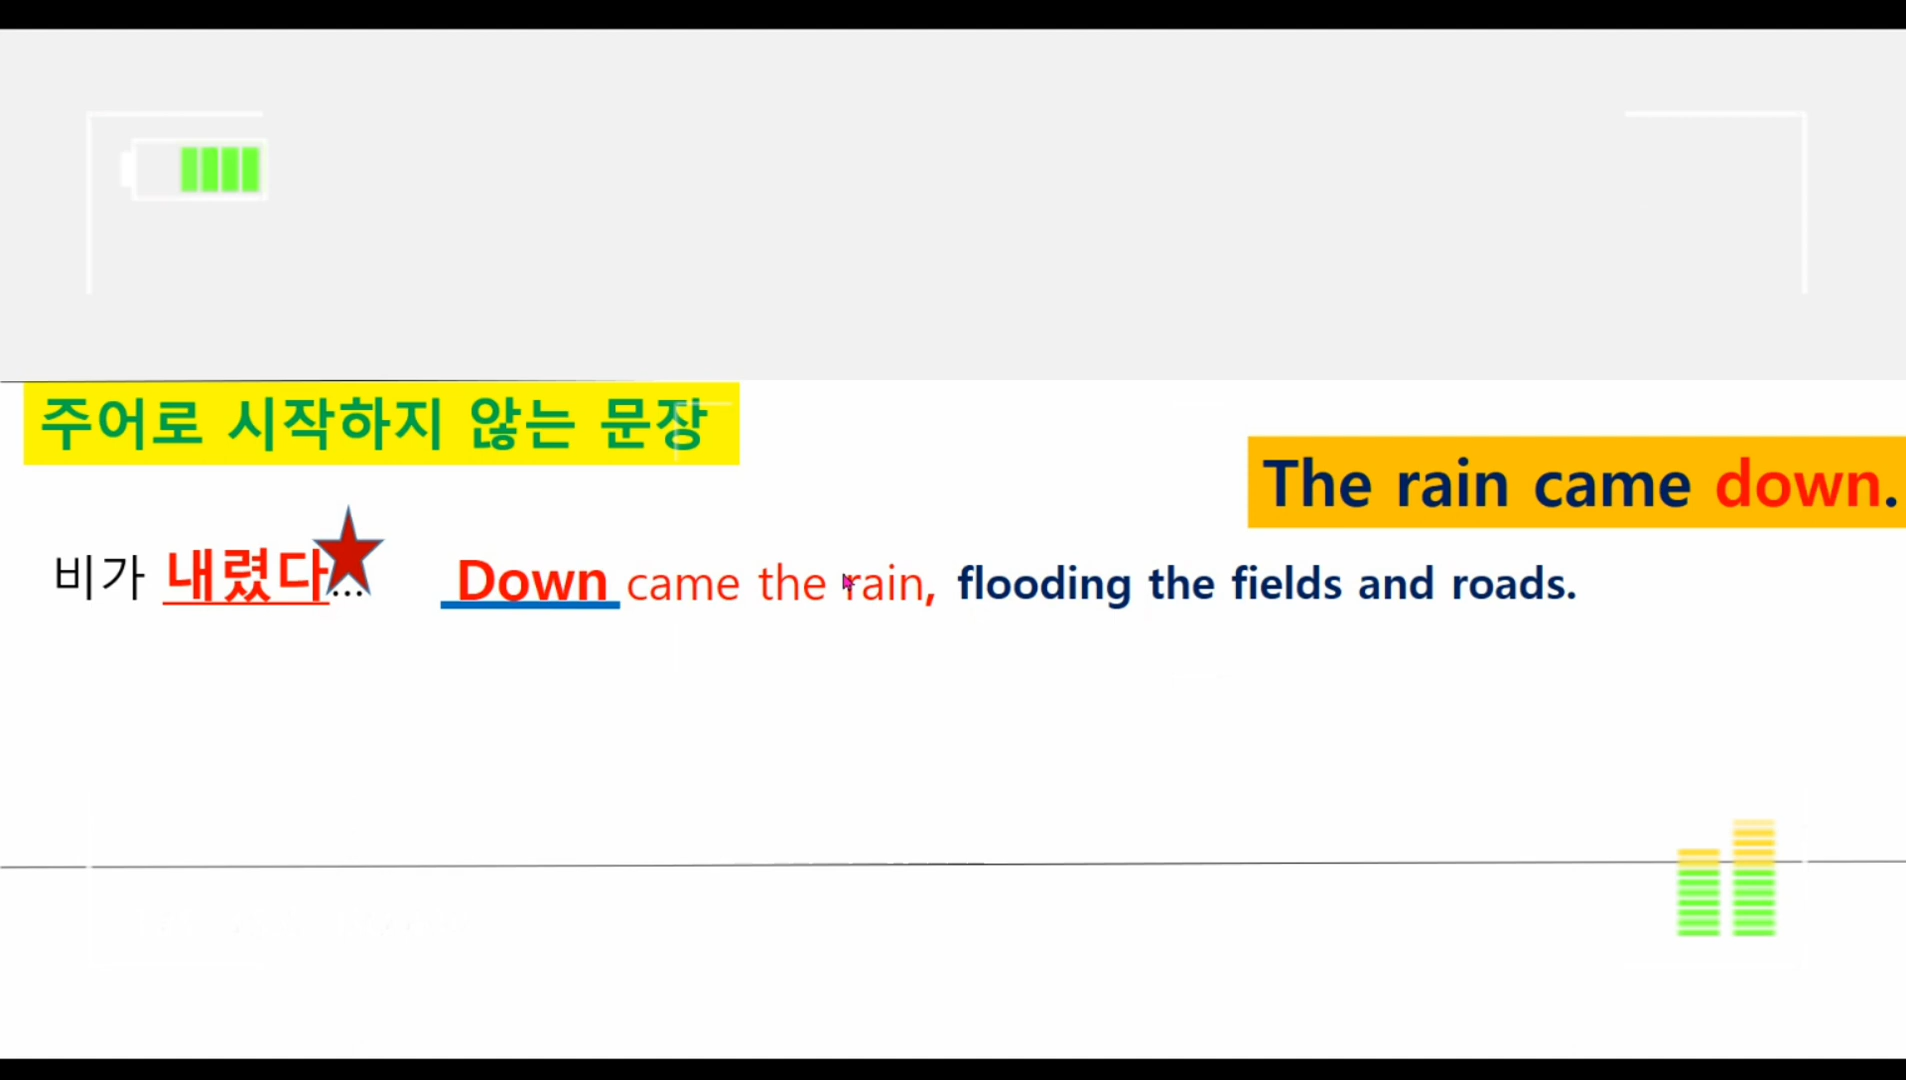 주어로 시작하지 않는 문장
The rain came down.
비가 내렸다... Down came the rain, flooding the fields and roads.